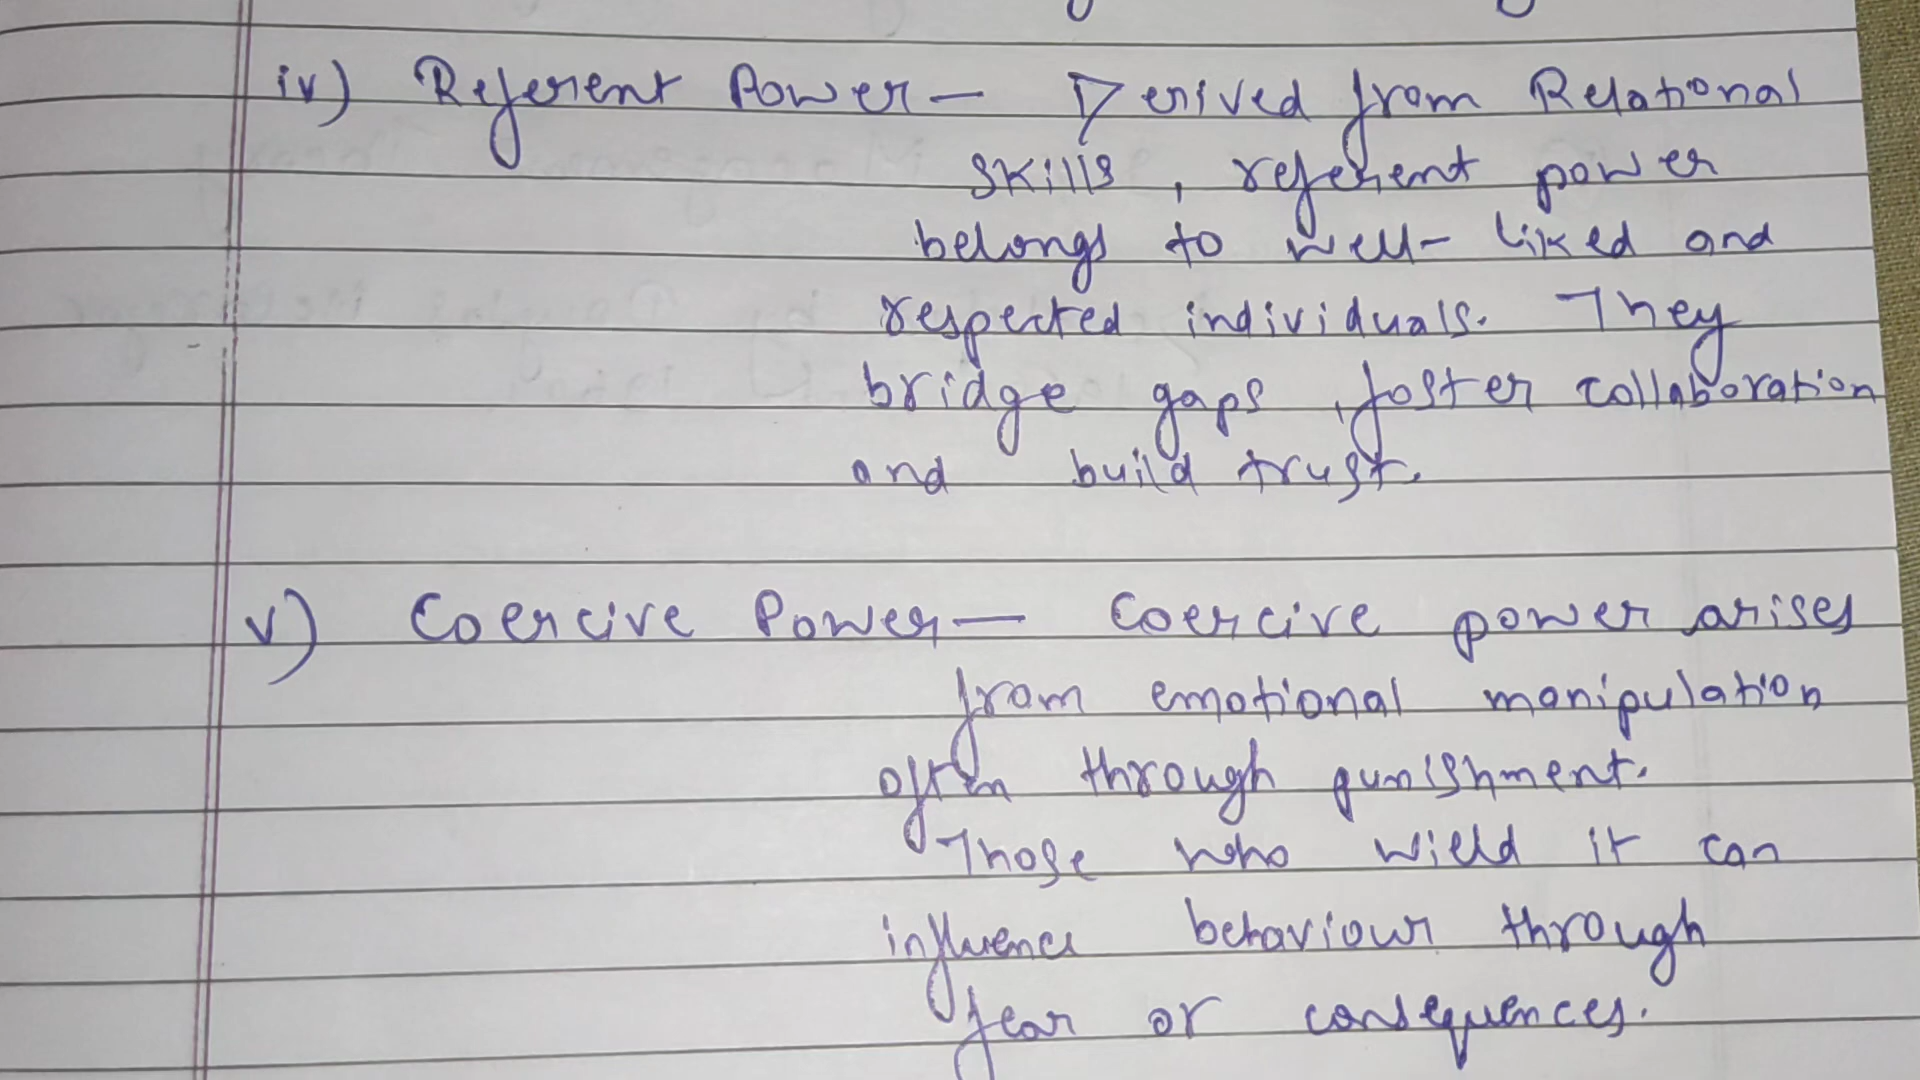 iv) Referent Power - Derived from Relational
skills, referent power
belongs to well-liked and
respected individuals. They
bridge gaps, foster collaboration
and build trust.
v) Coercive Power - Coercive power arises
from emotional manipulation
often through punishment.
Those who wield it can
influence behaviour through
fear or consequences.